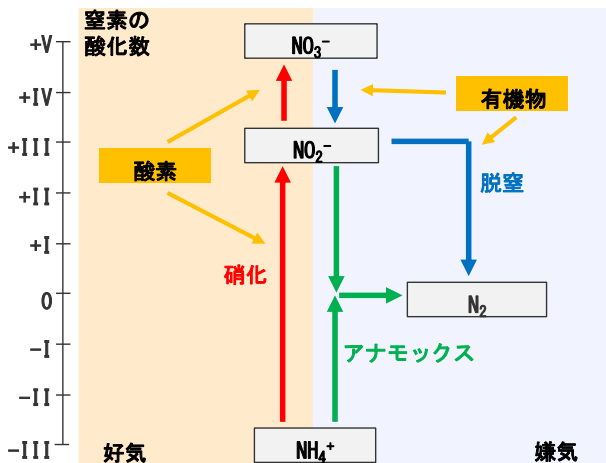 窒素の
酸化数
+V
+IV
+III
+II
+I
0
-I
-II
-III
NO₃⁻
NO₂⁻
有機物
酸素
脱窒
硝化
N₂
アナモックス
NH₄⁺
好気
嫌気